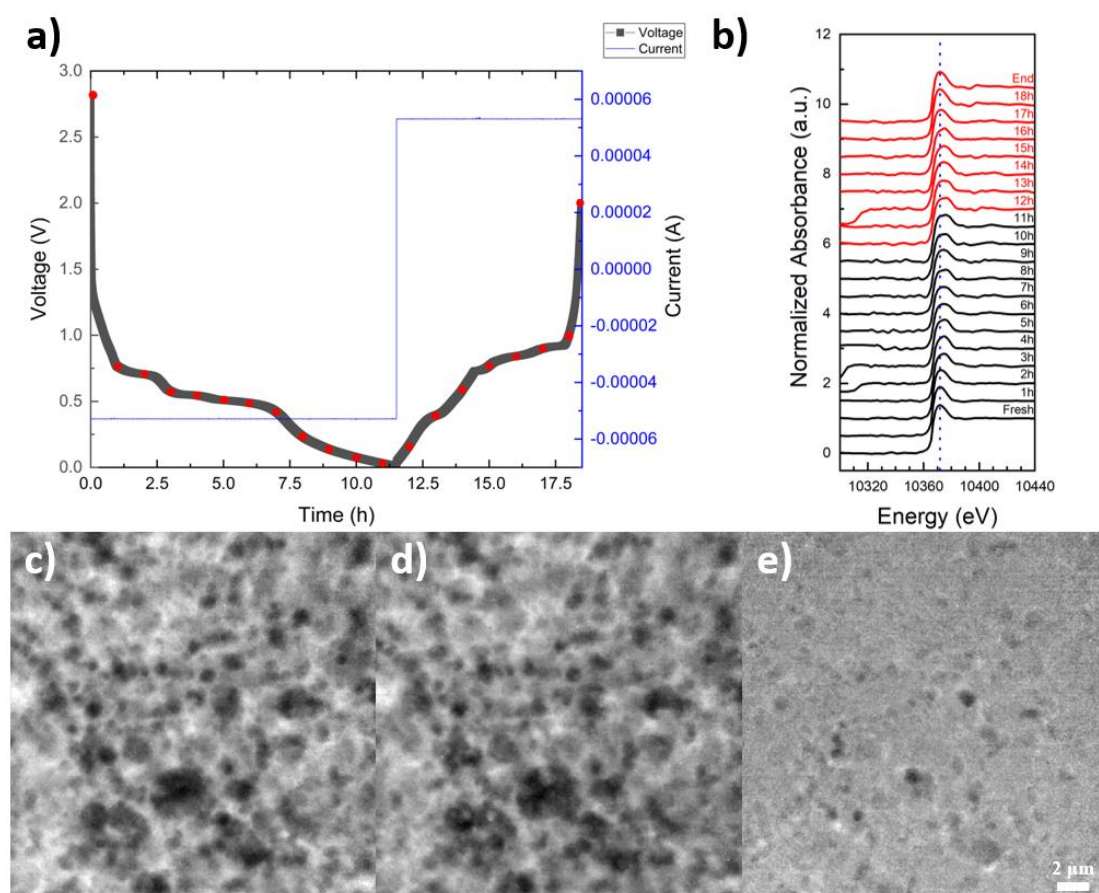 a)
Voltage
Current
3.0
2.5
2.0
1.5
1.0
0.5
0.0
Voltage (V)
0.0 2.5 5.0 7.5 10.0 12.5 15.0 17.5
Time (h)
0.00006
0.00004
0.00002
0.00000
-0.00002
-0.00004
-0.00006
Current (A)
b)
12
10
8
6
4
2
0
Normalized Absorbance (a.u.)
End
18h
17h
16h
15h
14h
13h
12h
11h
10h
9h
8h
7h
6h
5h
4h
3h
2h
1h
Fresh
10320 10360 10400 10440
Energy (eV)
c)
d)
e)
2 μm